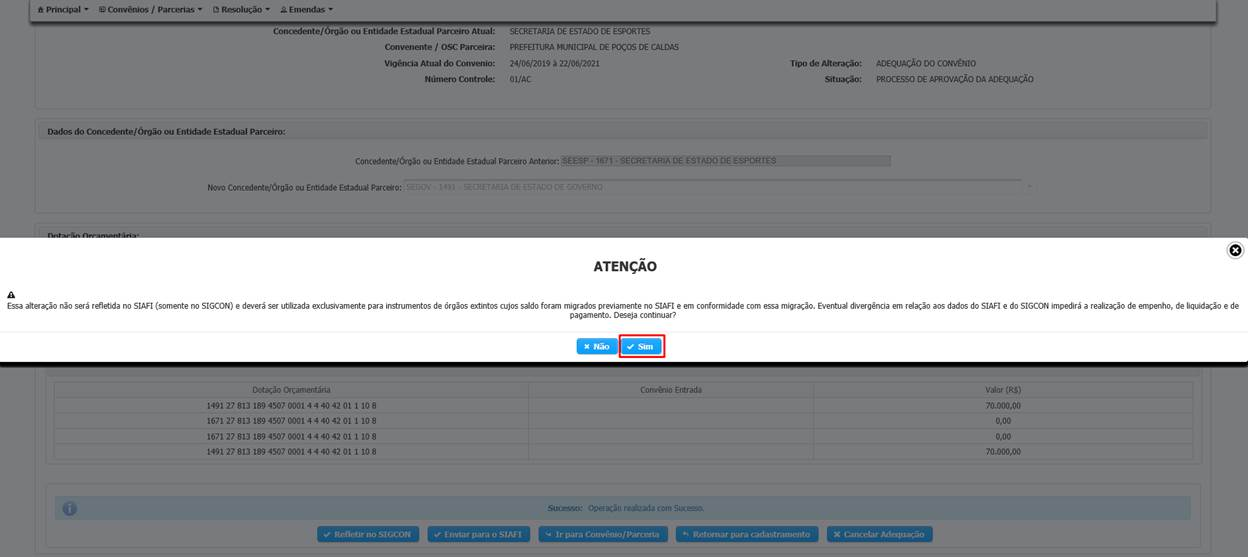 Principal Convênios / Parcerias Resolução Emendas
Concedente/Órgão ou Entidade Estadual Parceiro Atual: SECRETARIA DE ESTADO DE ESPORTES
Convenente / OSC Parceira: PREFEITURA MUNICIPAL DE POÇOS DE CALDAS
Vigência Atual do Convenio: 24/06/2019 à 22/06/2021 Tipo de Alteração: ADEQUAÇÃO DO CONVÊNIO
Número Controle: 01/AC Situação: PROCESSO DE APROVAÇÃO DA ADEQUAÇÃO
Dados do Concedente/Órgão ou Entidade Estadual Parceiro:
Concedente/Órgão ou Entidade Estadual Parceiro Anterior: SEESP - 1671 - SECRETARIA DE ESTADO DE ESPORTES
Novo Concedente/Órgão ou Entidade Estadual Parceiro: SEGOV - 1491 - SECRETARIA DE ESTADO DE GOVERNO
Dotação Orçamentária:
ATENÇÃO
Essa alteração não será refletida no SIAFI (somente no SIGCON) e deverá ser utilizada exclusivamente para instrumentos de órgãos extintos cujos saldo foram migrados previamente no SIAFI e em conformidade com essa migração. Eventual divergência em relação aos dados do SIAFI e do SIGCON impedirá a realização de empenho, de liquidação e de
pagamento. Deseja continuar?
Não Sim
Dotação Orçamentária Convênio Entrada Valor (R$)
1491 27 813 189 4507 0001 4 4 40 42 01 1 10 8 70.000,00
1671 27 813 189 4507 0001 4 4 40 42 01 1 10 8 0,00
1671 27 813 189 4507 0001 4 4 40 42 01 1 10 8 0,00
1491 27 813 189 4507 0001 4 4 40 42 01 1 10 8 70.000,00
Sucesso: Operação realizada com Sucesso.
Refletir no SIGCON Enviar para o SIAFI Ir para Convênio/Parceria Retornar para cadastramento Cancelar Adequação